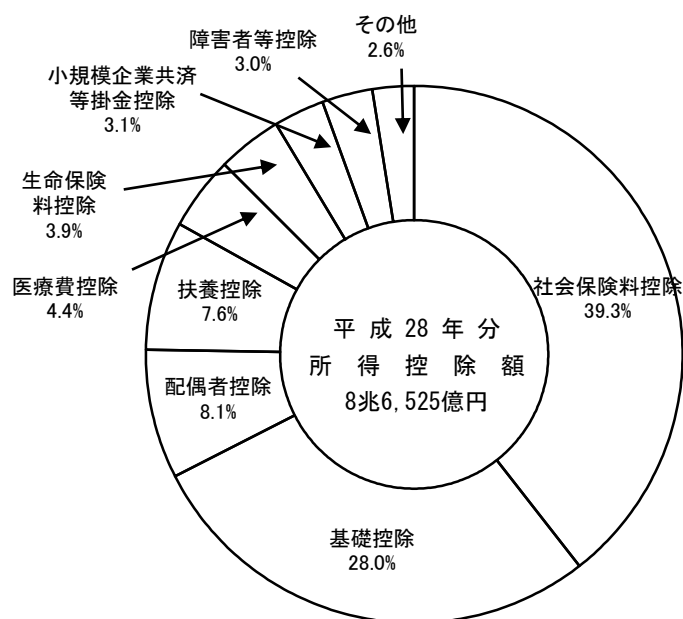 その他
2.6%
障害者等控除
3.0%
小規模企業共済
等掛金控除
3.1%
生命保険
料控除
3.9%
医療費控除
4.4%
扶養控除
7.6%
配偶者控除
8.1%
社会保険料控除
39.3%
平成28年分
所得控除額
8兆6,525億円
基礎控除
28.0%